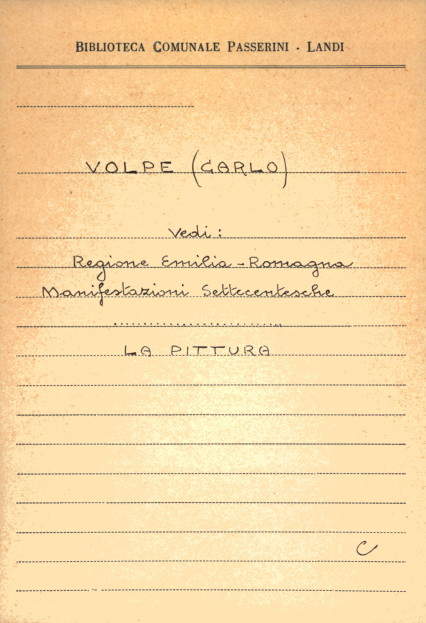 BIBLIOTECA COMUNALE PASSERINI - LANDI
VOLPE (CARLO)
Vedi:
Regione Emilia-Romagna
Manifestazioni Settecentesche
..............................
LA PITTURA
C